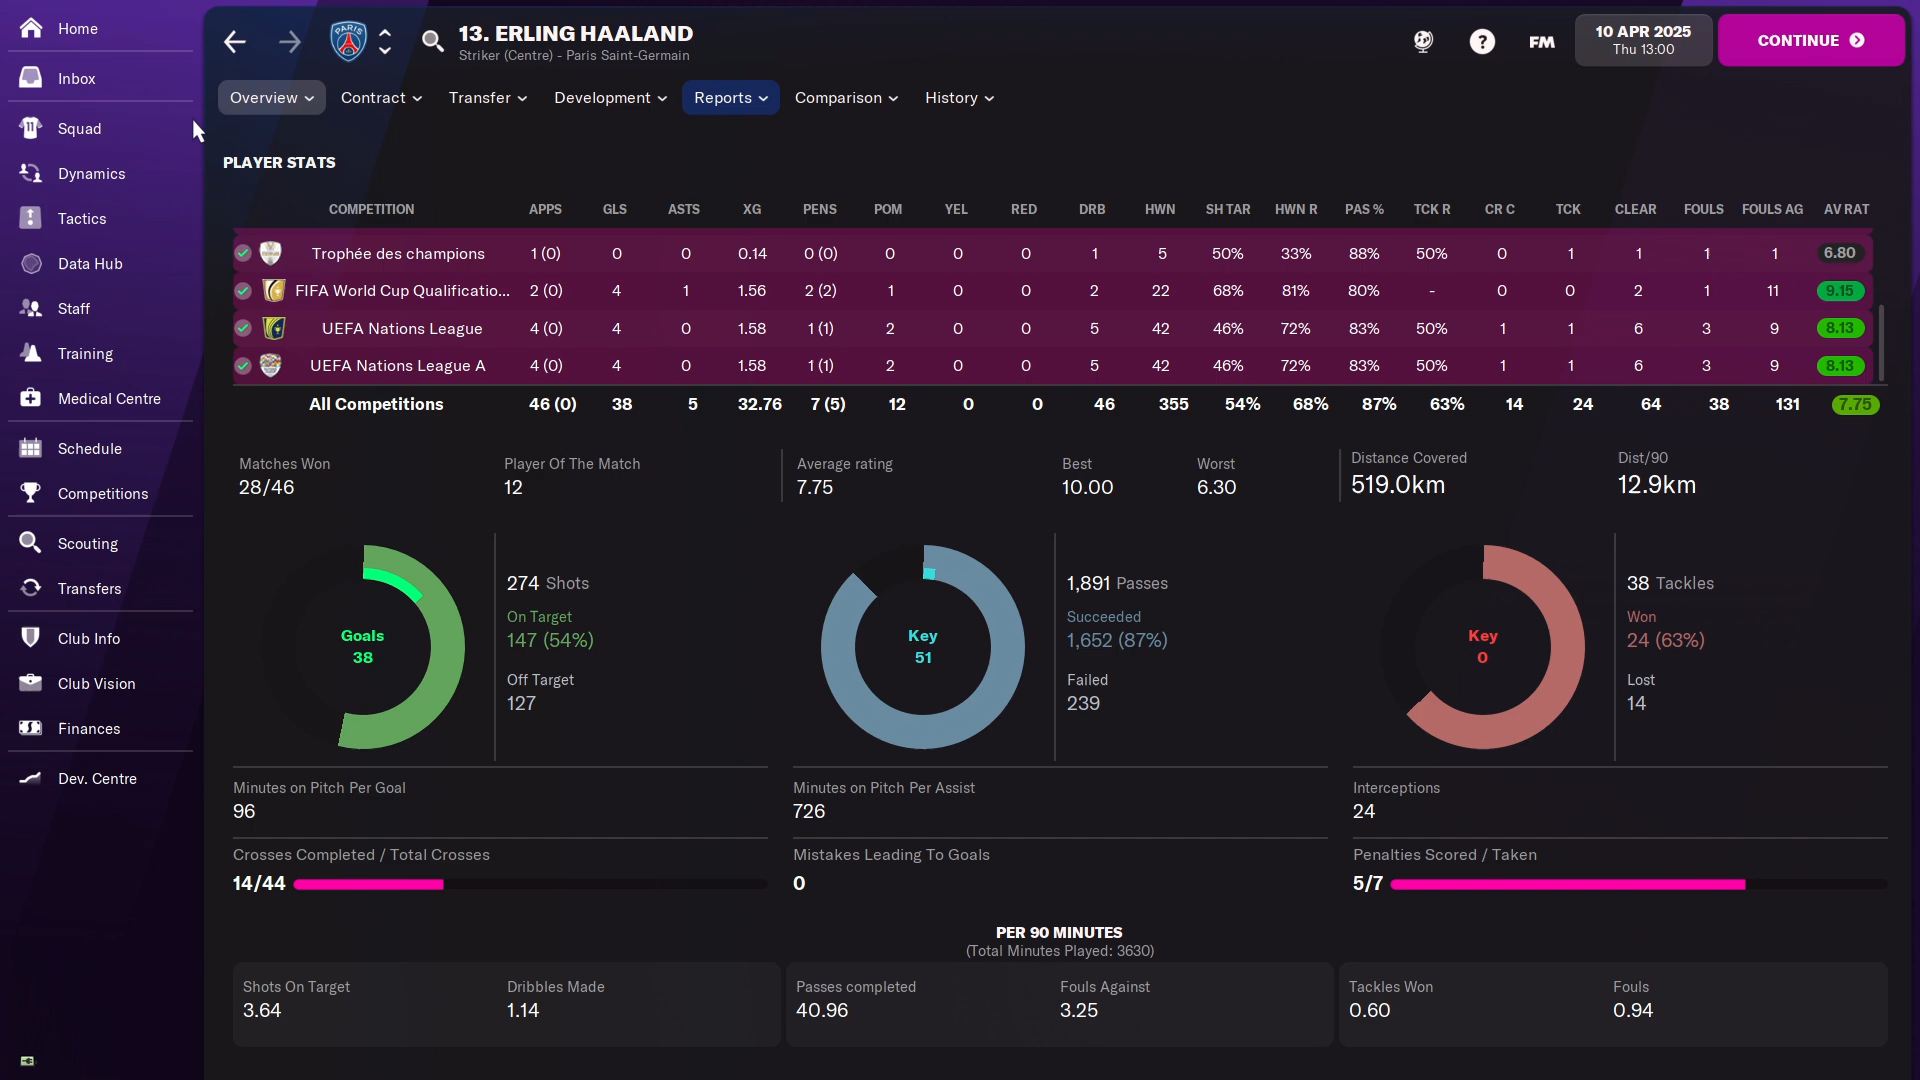 Home
Inbox
Squad
Dynamics
Tactics
Data Hub
Staff
Training
Medical Centre
Schedule
Competitions
Scouting
Transfers
Club Info
Club Vision
Finances
Dev. Centre
PARIS
13. ERLING HAALAND
Striker (Centre) - Paris Saint-Germain
?
FM
10 APR 2025
Thu 13:00
CONTINUE
Overview Contract Transfer Development Reports Comparison History
PLAYER STATS
COMPETITION APPS GLS ASTS XG PENS POM YEL RED DRB HWN SH TAR HWN R PAS % TCK R CR C TCK CLEAR FOULS FOULS AG AV RAT
Trophée des champions 1 (0) 0 0 0.14 0 (0) 0 0 0 1 5 50% 33% 88% 50% 0 1 1 1 1 6.80
FIFA World Cup Qualificatio... 2 (0) 4 1 1.56 2 (2) 1 0 0 2 22 68% 81% 80% - 0 0 2 1 11 9.15
UEFA Nations League 4 (0) 4 0 1.58 1 (1) 2 0 0 5 42 46% 72% 83% 50% 1 1 6 3 9 8.13
UEFA Nations League A 4 (0) 4 0 1.58 1 (1) 2 0 0 5 42 46% 72% 83% 50% 1 1 6 3 9 8.13
All Competitions 46 (0) 38 5 32.76 7 (5) 12 0 0 46 355 54% 68% 87% 63% 14 24 64 38 131 7.75
Matches Won Player Of The Match Average rating Best Worst Distance Covered Dist/90
28/46 12 7.75 10.00 6.30 519.0km 12.9km
Goals
38
274 Shots
On Target
147 (54%)
Off Target
127
Key
51
1,891 Passes
Succeeded
1,652 (87%)
Failed
239
Key
0
38 Tackles
Won
24 (63%)
Lost
14
Minutes on Pitch Per Goal Minutes on Pitch Per Assist Interceptions
96 726 24
Crosses Completed / Total Crosses Mistakes Leading To Goals Penalties Scored / Taken
14/44 0 5/7
PER 90 MINUTES
(Total Minutes Played: 3630)
Shots On Target Dribbles Made Passes completed Fouls Against Tackles Won Fouls
3.64 1.14 40.96 3.25 0.60 0.94